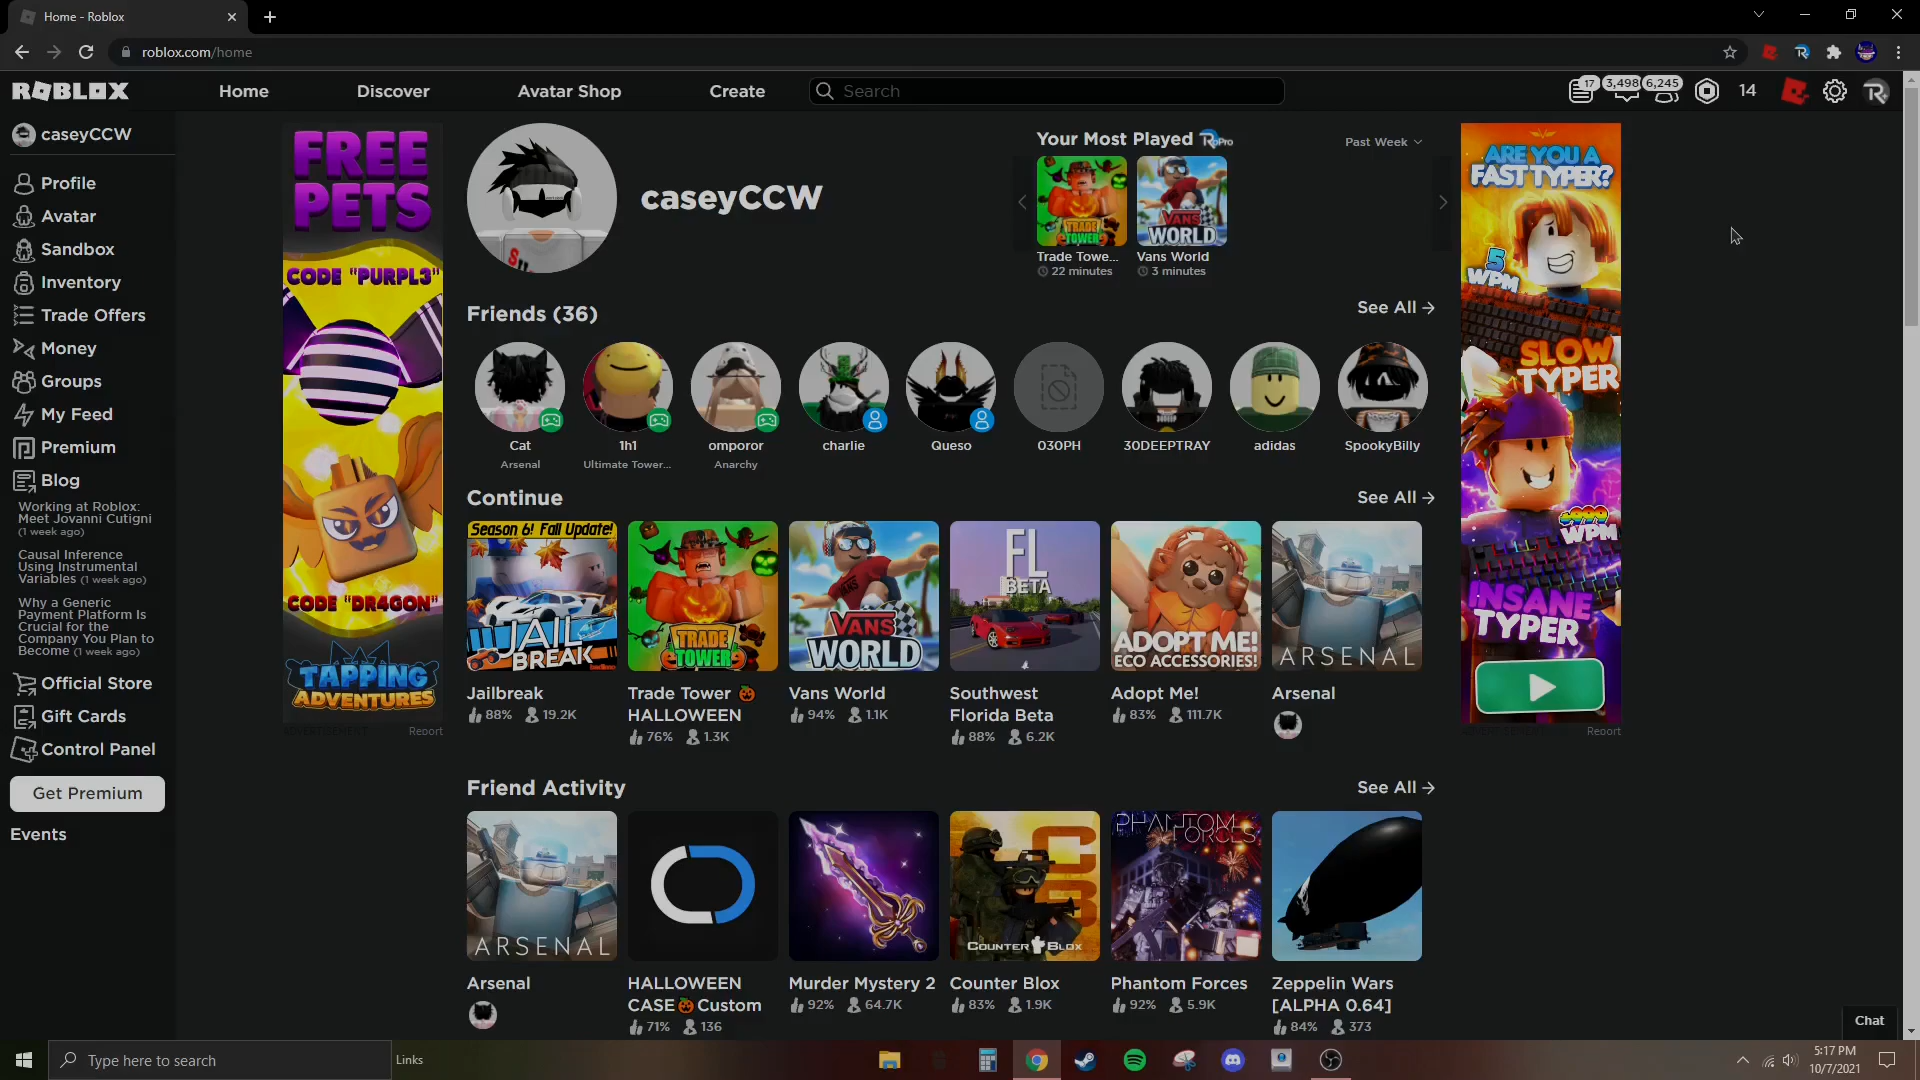 Home - Roblox
roblox.com/home
ROBLOX
Home
Discover
Avatar Shop
Create
Search
17
3,498
6,245
14
caseyCCW
Profile
Avatar
Sandbox
Inventory
Trade Offers
Money
Groups
My Feed
Premium
Blog
Working at Roblox:
Meet Jovanni Cutigni
(1 week ago)
Causal Inference
Using Instrumental
Variables (1 week ago)
Why a Generic
Payment Platform Is
Crucial for the
Company You Plan to
Become (1 week ago)
Official Store
Gift Cards
Control Panel
Get Premium
Events
FREE
PETS
CODE "PURPL3"
CODE "DR4GON"
TAPPING
ADVENTURES
ADVERTISEMENT
Report
caseyCCW
Your Most Played RoPro
Past Week
TRADE
TOWER
VANS
WORLD
Trade Towe...
22 minutes
Vans World
3 minutes
Friends (36)
See All
Cat
Arsenal
1h1
Ultimate Tower...
omporor
Anarchy
charlie
Queso
030PH
30DEEPTRAY
adidas
SpookyBilly
Continue
See All
Season 6! Fall Update!
JAIL
BREAK
TRADE
TOWER
VANS
WORLD
FL
BETA
ADOPT ME!
ECO ACCESSORIES!
ARSENAL
Jailbreak
88% 19.2K
Trade Tower 🎃
HALLOWEEN
76% 1.3K
Vans World
94% 1.1K
Southwest
Florida Beta
88% 6.2K
Adopt Me!
83% 111.7K
Arsenal
Friend Activity
See All
ARSENAL
CB
COUNTER BLOX
PHANTOM
FORCES
Arsenal
HALLOWEEN
CASE🎃Custom
71% 136
Murder Mystery 2
92% 64.7K
Counter Blox
83% 1.9K
Phantom Forces
92% 5.9K
Zeppelin Wars
[ALPHA 0.64]
84% 373
ARE YOU A
FAST TYPER?
5
WPM
SLOW
TYPER
WPM
INSANE
TYPER
Report
Chat
Type here to search
Links
5:17 PM
10/7/2021